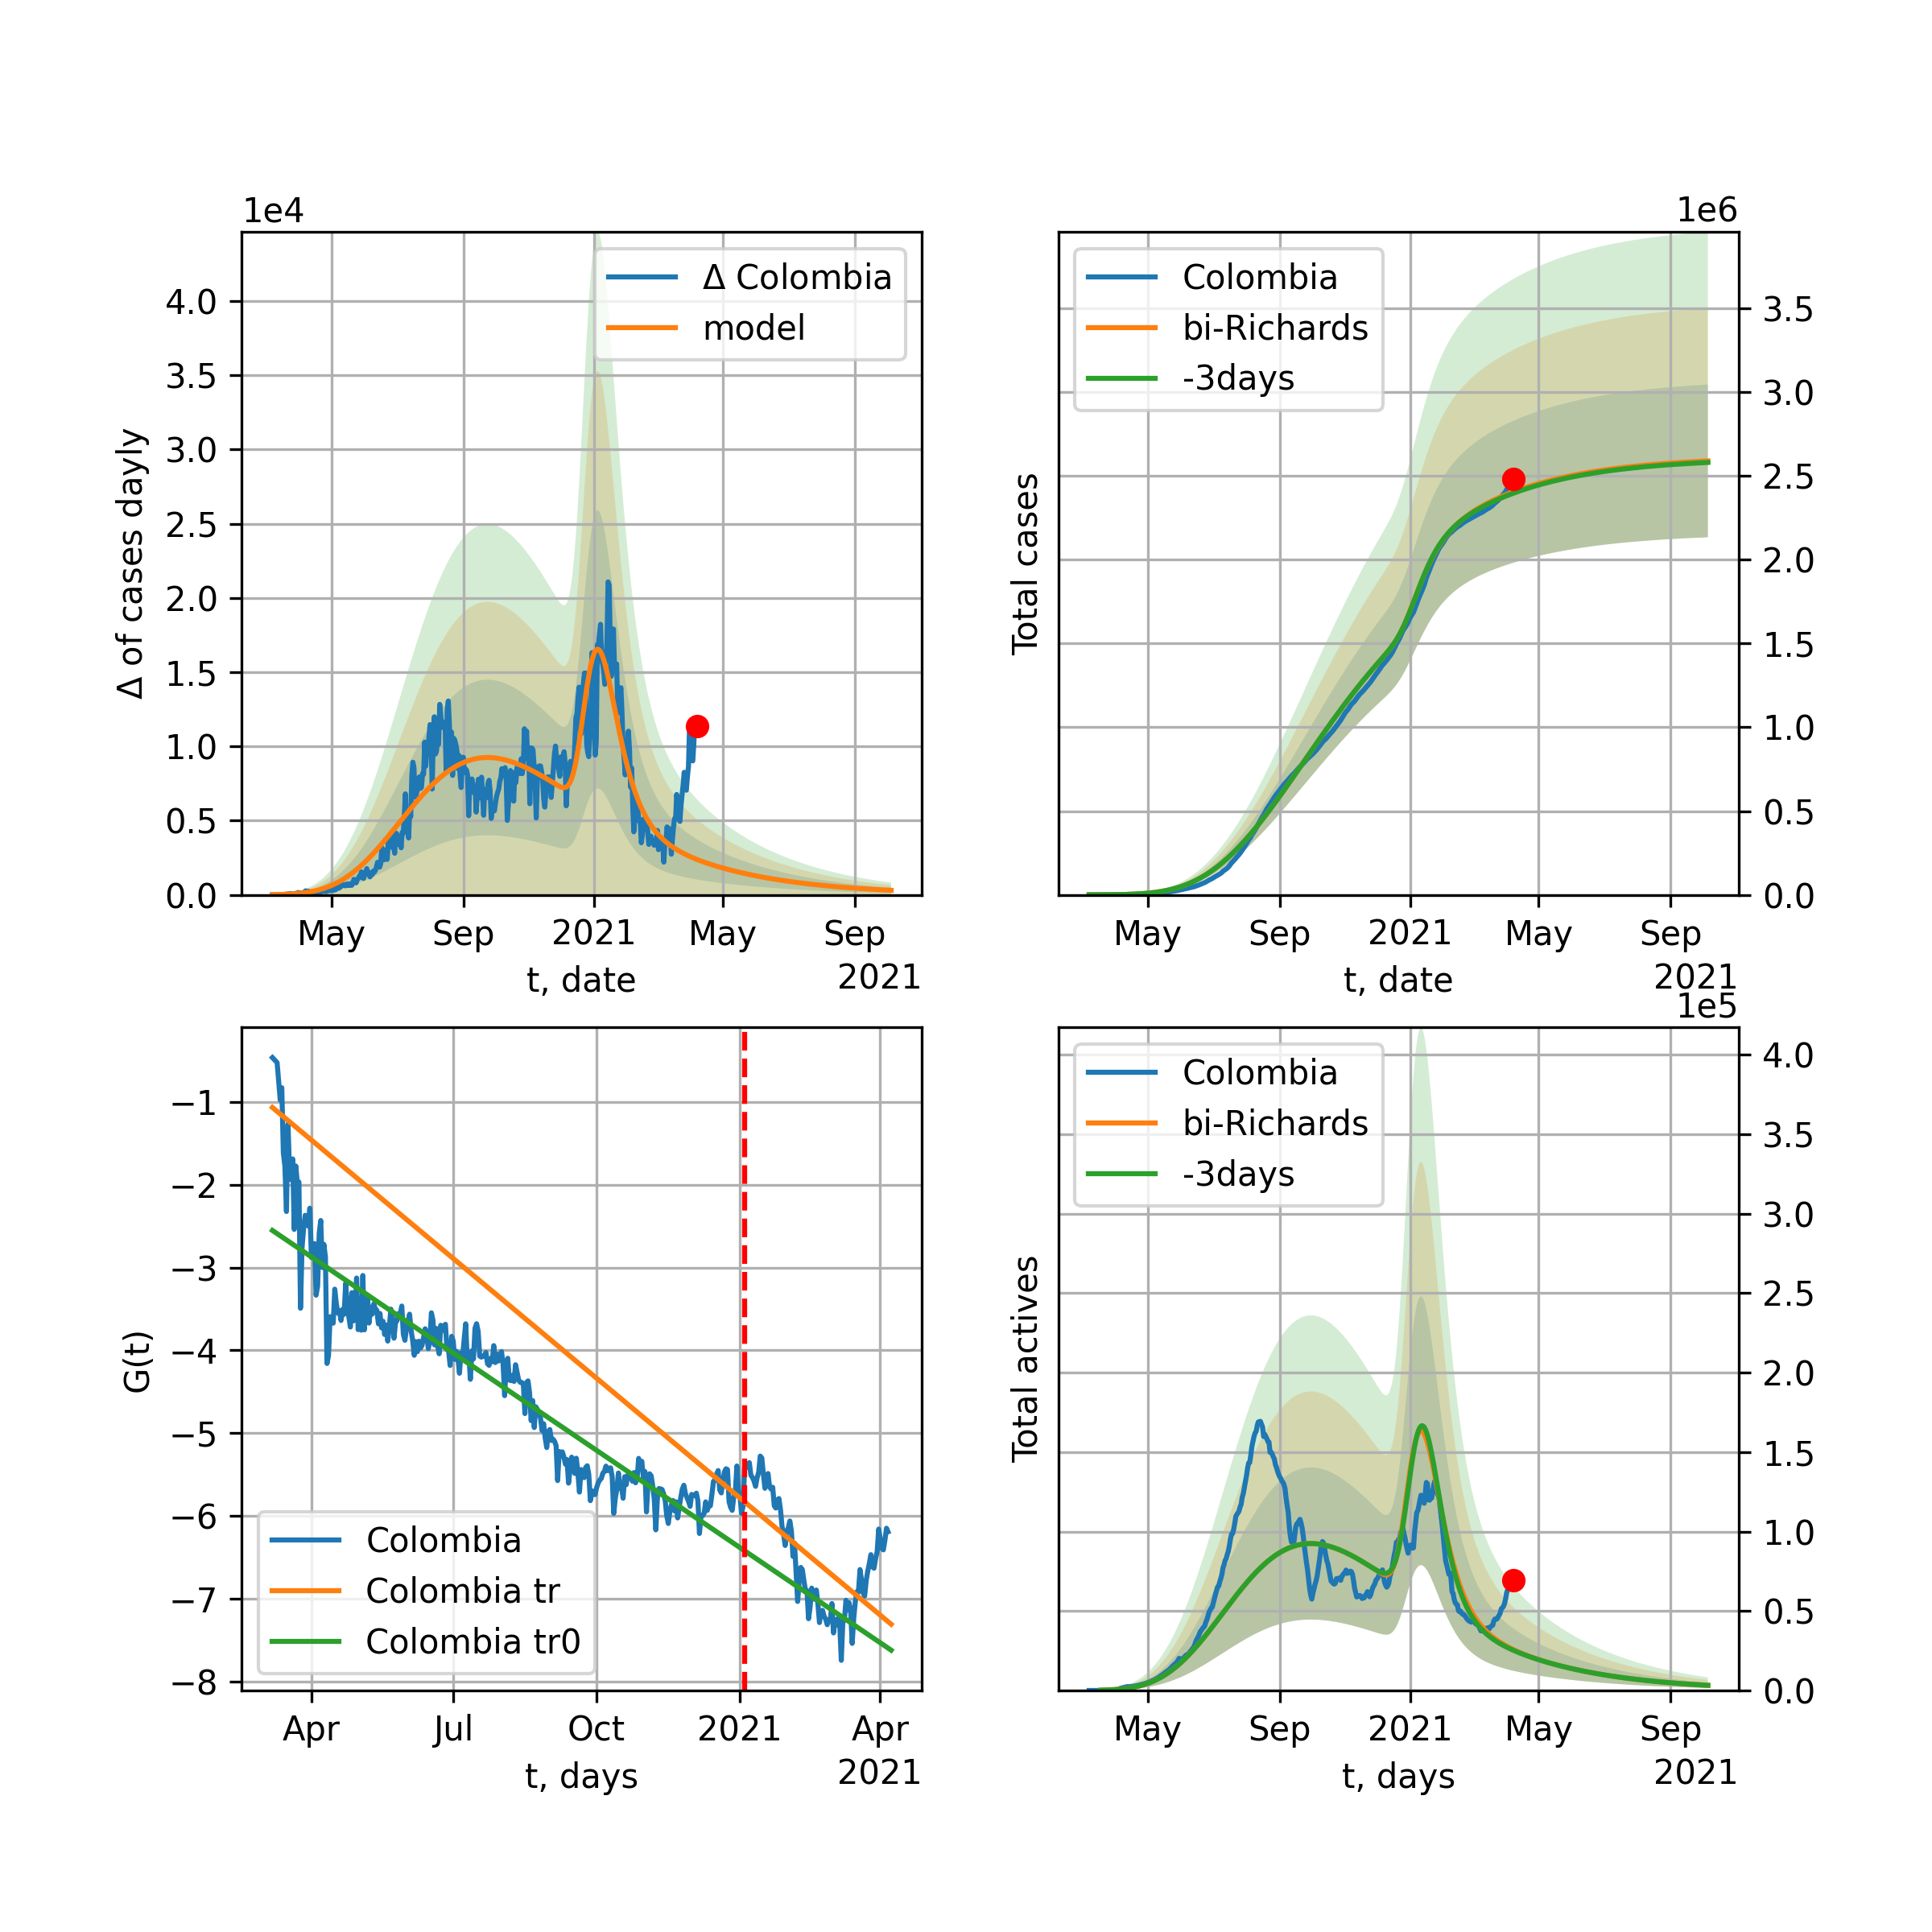 1e4
Δ of cases dayly
4.0
3.5
3.0
2.5
2.0
1.5
1.0
0.5
0.0
Δ Colombia
model
May Sep 2021 May Sep
t, date
2021
1e6
Total cases
Colombia
bi-Richards
-3days
3.5
3.0
2.5
2.0
1.5
1.0
0.5
0.0
May Sep 2021 May Sep
t, date
2021
G(t)
−1
−2
−3
−4
−5
−6
−7
−8
Colombia
Colombia tr
Colombia tr0
Apr Jul Oct 2021 Apr
t, days
2021
1e5
Total actives
Colombia
bi-Richards
-3days
4.0
3.5
3.0
2.5
2.0
1.5
1.0
0.5
0.0
May Sep 2021 May Sep
t, days
2021